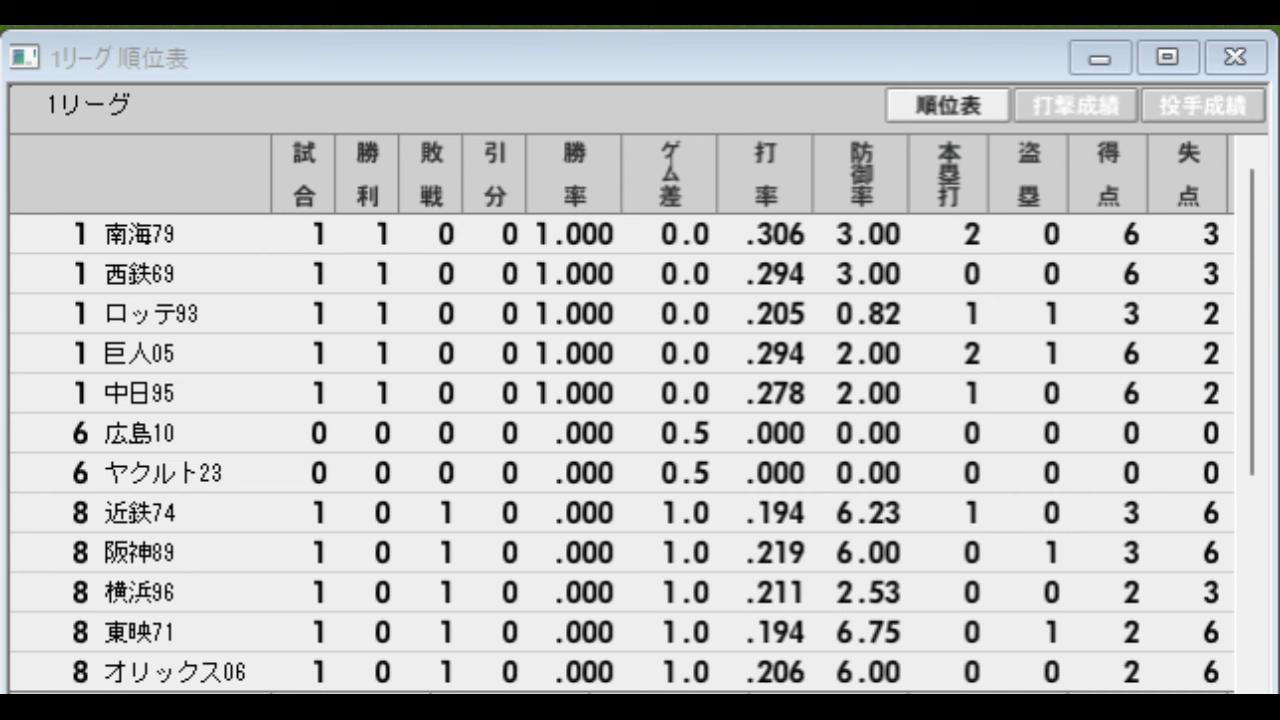 1リーグ 順位表
1リーグ 順位表 打撃成績 投手成績
試合 勝利 敗戦 引分 勝率 ゲーム差 打率 防御率 本塁打 盗塁 得点 失点
1 南海79 1 1 0 0 1.000 0.0 .306 3.00 2 0 6 3
1 西鉄69 1 1 0 0 1.000 0.0 .294 3.00 0 0 6 3
1 ロッテ93 1 1 0 0 1.000 0.0 .205 0.82 1 1 3 2
1 巨人05 1 1 0 0 1.000 0.0 .294 2.00 2 1 6 2
1 中日95 1 1 0 0 1.000 0.0 .278 2.00 1 0 6 2
6 広島10 0 0 0 0 .000 0.5 .000 0.00 0 0 0 0
6 ヤクルト23 0 0 0 0 .000 0.5 .000 0.00 0 0 0 0
8 近鉄74 1 0 1 0 .000 1.0 .194 6.23 1 0 3 6
8 阪神89 1 0 1 0 .000 1.0 .219 6.00 0 1 3 6
8 横浜96 1 0 1 0 .000 1.0 .211 2.53 0 0 2 3
8 東映71 1 0 1 0 .000 1.0 .194 6.75 0 1 2 6
8 オリックス06 1 0 1 0 .000 1.0 .206 6.00 0 0 2 6